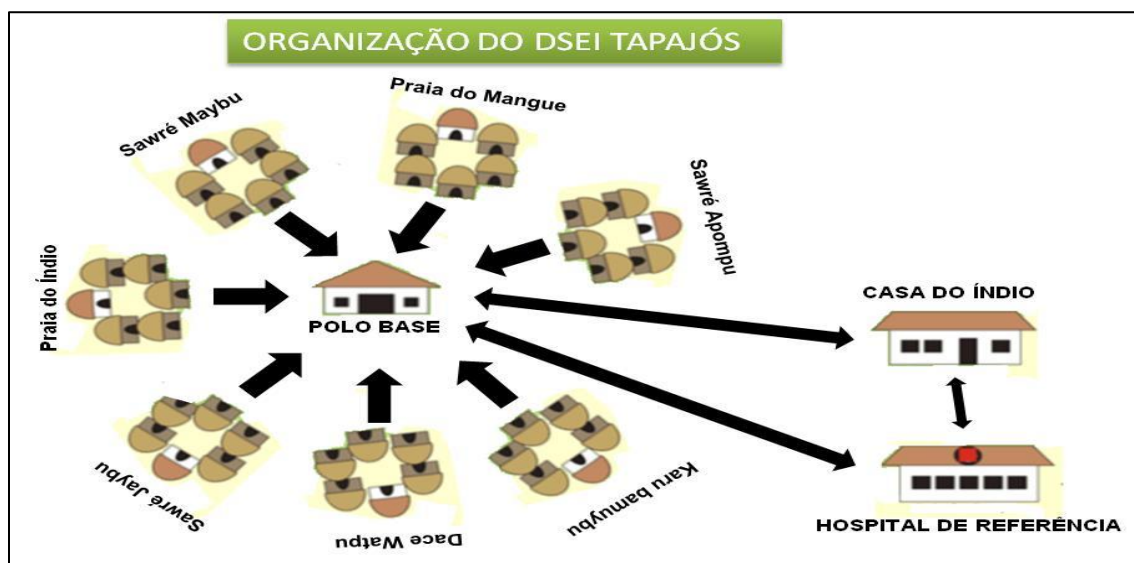 ORGANIZAÇÃO DO DSEI TAPAJÓS
Praia do Mangue
Sawré Maybu
Sawré Apompu
Praia do Índio
CASA DO ÍNDIO
POLO BASE
Sawré Jaybu
Dace Watpu
Karu bamuybu
HOSPITAL DE REFERÊNCIA